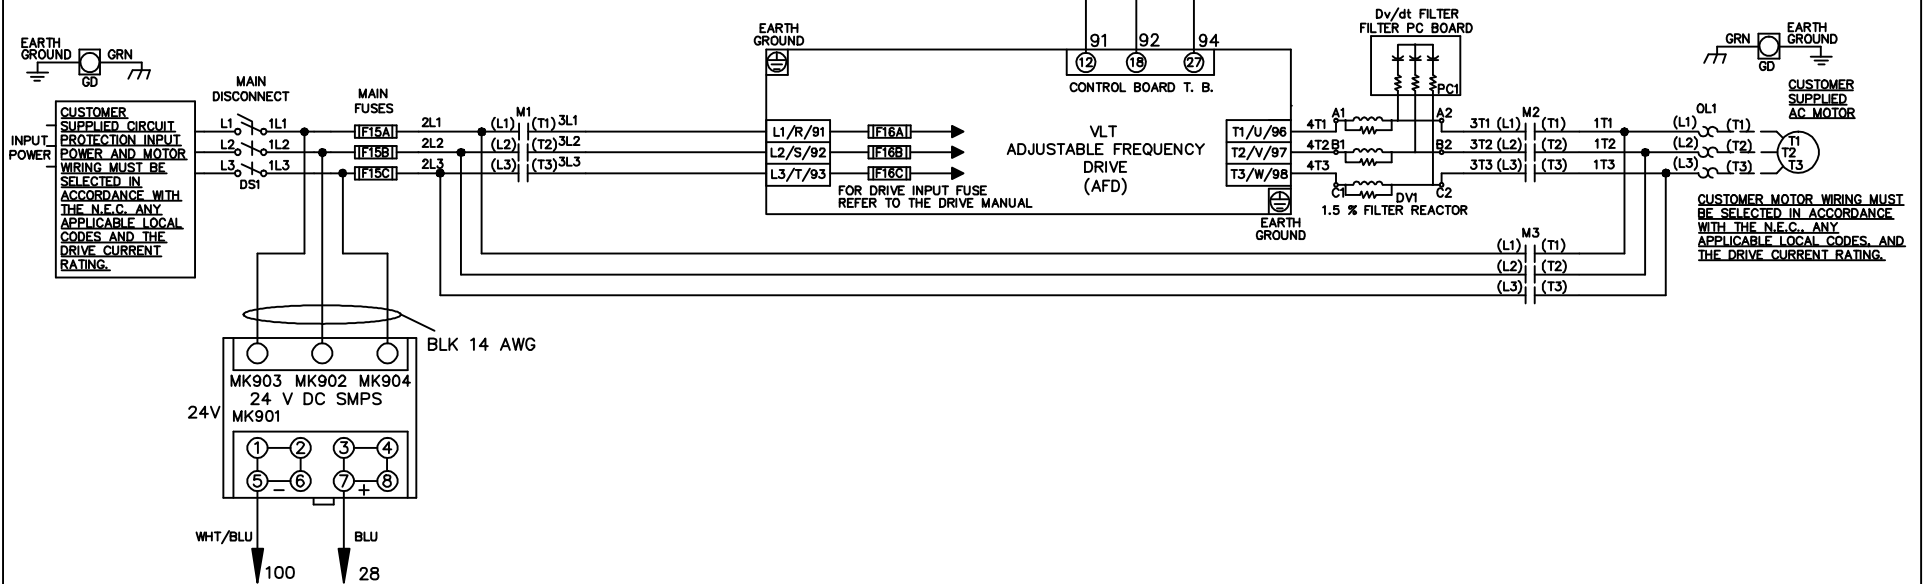 EARTH
GROUND
GRN
GD
INPUT
POWER
CUSTOMER
SUPPLIED CIRCUIT
PROTECTION INPUT
POWER AND MOTOR
WIRING MUST BE
SELECTED IN
ACCORDANCE WITH
THE N.E.C. ANY
APPLICABLE LOCAL
CODES AND THE
DRIVE CURRENT
RATING.
MAIN
DISCONNECT
L1 1L1
L2 1L2
L3 1L3
DS1
MAIN
FUSES
F15A
F15B
F15C
2L1
2L2
2L3
M1
(L1) (T1) 3L1
(L2) (T2) 3L2
(L3) (T3) 3L3
EARTH
GROUND
L1/R/91
L2/S/92
L3/T/93
F16A
F16B
F16C
FOR DRIVE INPUT FUSE
REFER TO THE DRIVE MANUAL
91 92 94
12 18 27
CONTROL BOARD T. B.
VLT
ADJUSTABLE FREQUENCY
DRIVE
(AFD)
T1/U/96
T2/V/97
T3/W/98
EARTH
GROUND
Dv/dt FILTER
FILTER PC BOARD
PC1
4T1 A1 A2
4T2 B1 B2
4T3
C1 C2
DV1
1.5 % FILTER REACTOR
M2
3T1 (L1) (T1) 1T1
3T2 (L2) (T2) 1T2
3T3 (L3) (T3) 1T3
M3
(L1) (T1)
(L2) (T2)
(L3) (T3)
OL1
(L1) (T1)
(L2) (T2)
(L3) (T3)
T1
T2
T3
GRN
GD
EARTH
GROUND
CUSTOMER
SUPPLIED
AC MOTOR
CUSTOMER MOTOR WIRING MUST
BE SELECTED IN ACCORDANCE
WITH THE N.E.C., ANY
APPLICABLE LOCAL CODES, AND
THE DRIVE CURRENT RATING.
BLK 14 AWG
MK903 MK902 MK904
24 V DC SMPS
24V
MK901
1 2 3 4
5 6 7 8
- +
WHT/BLU BLU
100 28